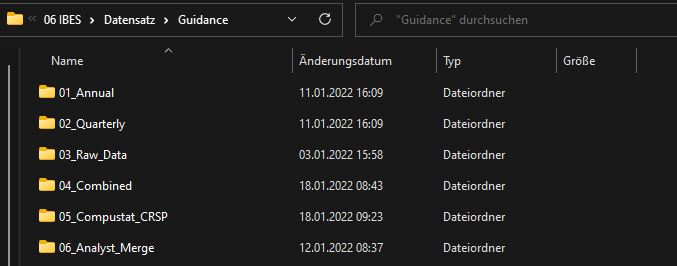 06 IBES > Datensatz > Guidance "Guidance" durchsuchen
Name Änderungsdatum Typ Größe
01_Annual 11.01.2022 16:09 Dateiordner
02_Quarterly 11.01.2022 16:09 Dateiordner
03_Raw_Data 03.01.2022 15:58 Dateiordner
04_Combined 18.01.2022 08:43 Dateiordner
05_Compustat_CRSP 18.01.2022 09:23 Dateiordner
06_Analyst_Merge 12.01.2022 08:37 Dateiordner